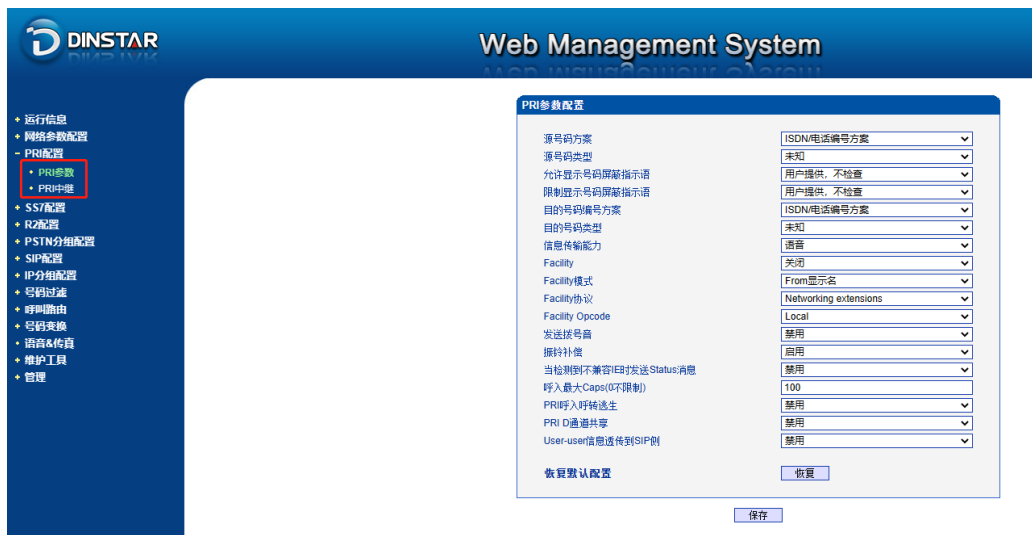 DINSTAR
Web Management System
+ 运行信息
+ 网络参数配置
- PRI配置
• PRI参数
• PRI中继
+ SS7配置
+ R2配置
+ PSTN分组配置
+ SIP配置
+ IP分组配置
+ 号码过滤
+ 呼叫路由
+ 号码变换
• 语音&传真
+ 维护工具
+ 管理
PRI参数配置
源号码方案 ISDN/电话编号方案
源号码类型 未知
允许显示号码屏蔽指示语 用户提供，不检查
限制显示号码屏蔽指示语 用户提供，不检查
目的号码编号方案 ISDN/电话编号方案
目的号码类型 未知
信息传输能力 语音
Facility 关闭
Facility模式 From显示名
Facility协议 Networking extensions
Facility Opcode Local
发送拨号音 禁用
振铃补偿 启用
当检测到不兼容IE时发送Status消息 禁用
呼入最大Caps(0不限制) 100
PRI呼入呼转逃生 禁用
PRI D通道共享 禁用
User-user信息透传到SIP侧 禁用
恢复默认配置 恢复
保存